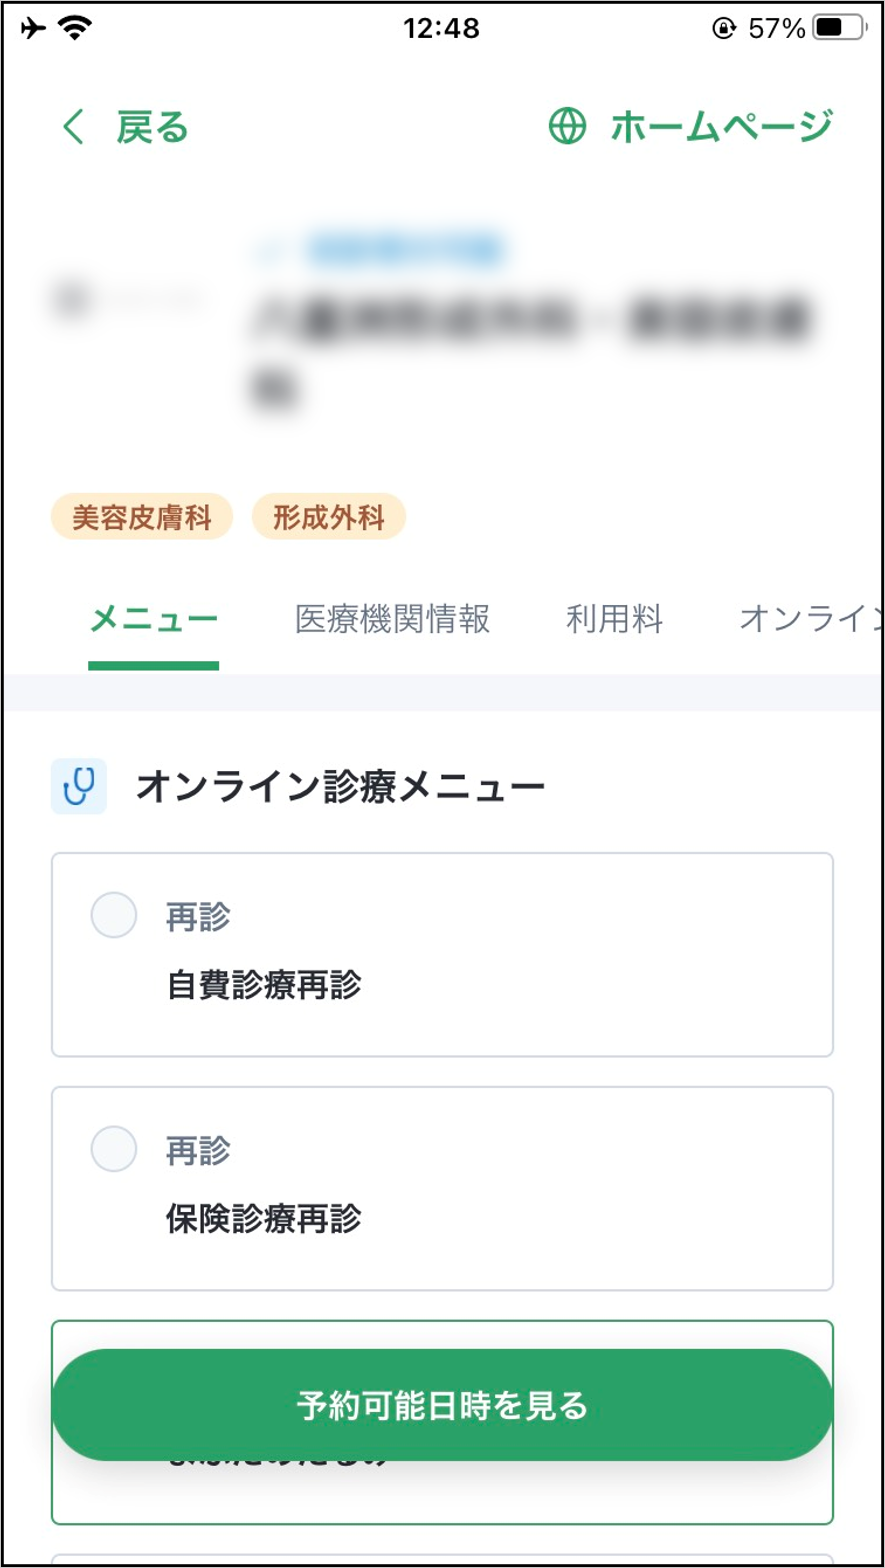 12:48
57%
戻る
ホームページ
美容皮膚科
形成外科
メニュー
医療機関情報
利用料
オンライン
オンライン診療メニュー
再診
自費診療再診
再診
保険診療再診
予約可能日時を見る